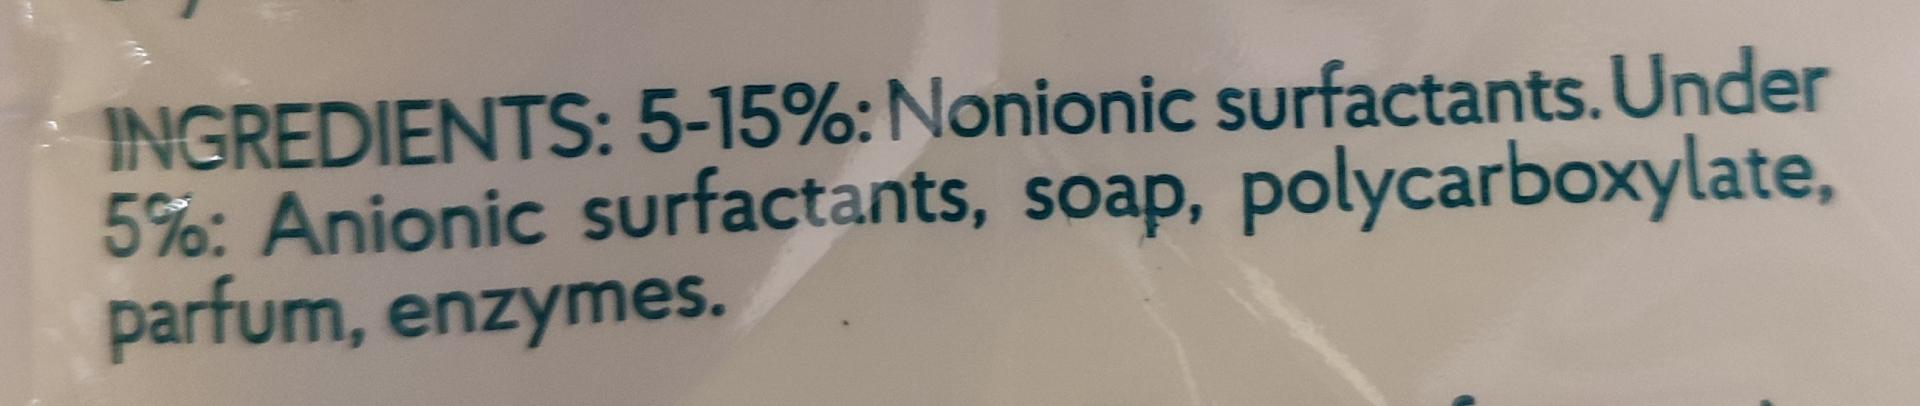 INGREDIENTS: 5-15%: Nonionic surfactants. Under
5%: Anionic surfactants, soap, polycarboxylate,
parfum, enzymes.